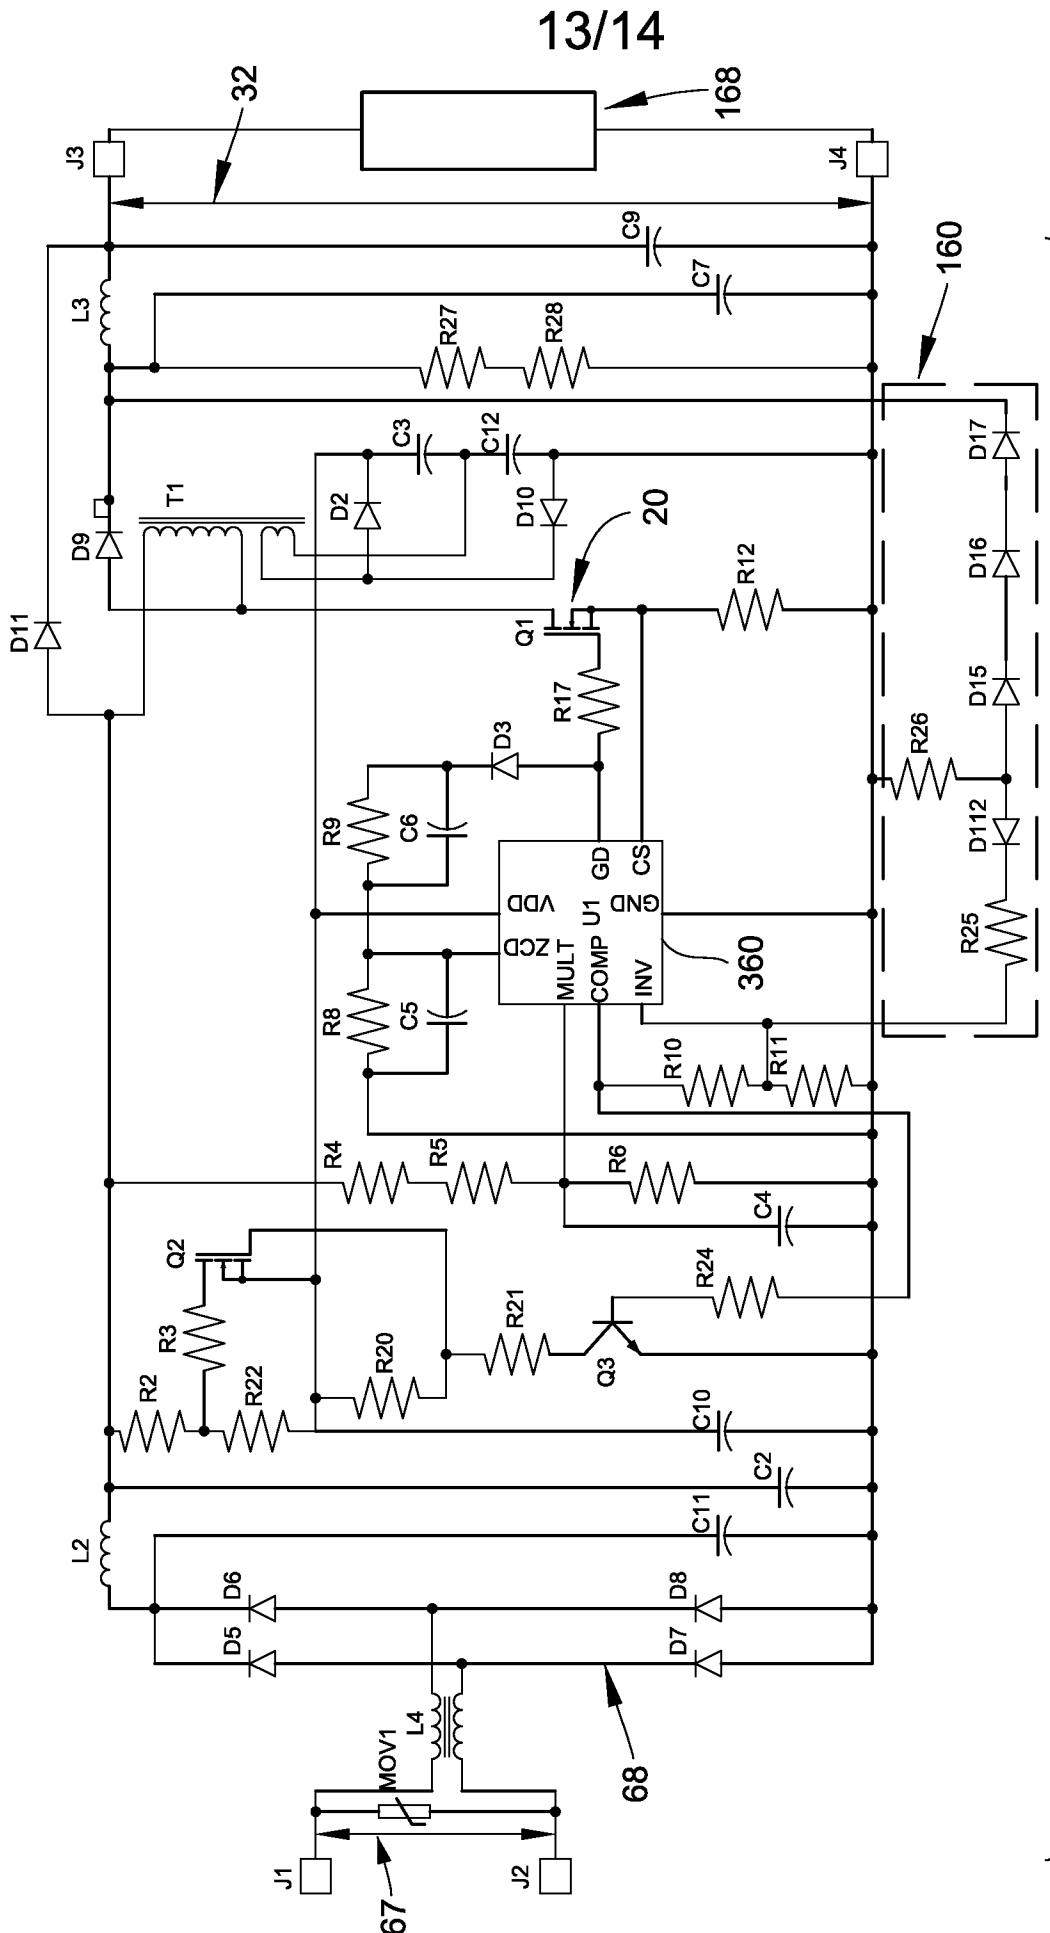 13/14
32
168
J3
J4
C9
C7
L3
R27
R28
160
D17
D16
D15
D112
R26
R25
C3
C12
T1
D2
D10
D9
20
Q1
R12
D11
R17
D3
R9
C6
VDD
ZCD
MULT
COMP
INV
U1
GND
GD
CS
360
R8
C5
R10
R11
R4
R5
R6
C4
Q2
R3
R24
R21
Q3
R20
R2
R22
C10
C2
C11
L2
D6
D8
D5
D7
68
L4
MOV1
J1
J2
67